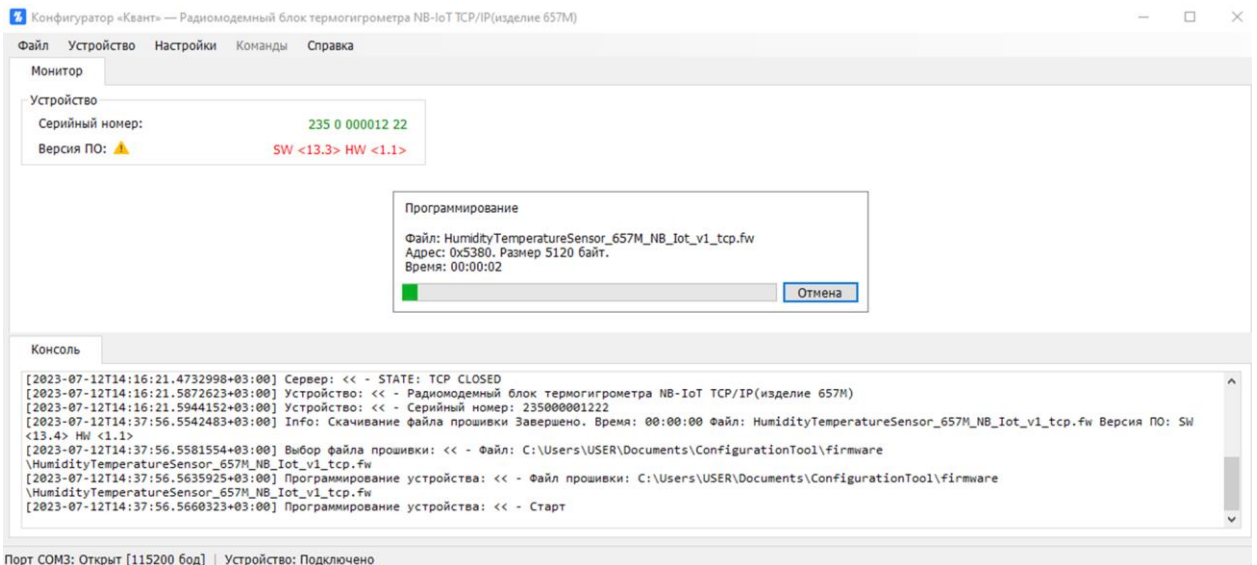 Конфигуратор «Квант» — Радиомодемный блок термогигрометра NB-IoT TCP/IP(изделие 657М)
Файл Устройство Настройки Команды Справка
Монитор
Устройство
Серийный номер: 235 0 000012 22
Версия ПО: SW <13.3> HW <1.1>
Программирование
Файл: HumidityTemperatureSensor_657M_NB_Iot_v1_tcp.fw
Адрес: 0x5380. Размер 5120 байт.
Время: 00:00:02
Отмена
Консоль
[2023-07-12T14:16:21.4732998+03:00] Сервер: << - STATE: TCP CLOSED
[2023-07-12T14:16:21.5872623+03:00] Устройство: << - Радиомодемный блок термогигрометра NB-IoT TCP/IP(изделие 657М)
[2023-07-12T14:16:21.5944152+03:00] Устройство: << - Серийный номер: 235000001222
[2023-07-12T14:37:56.5542483+03:00] Info: Скачивание файла прошивки Завершено. Время: 00:00:00 Файл: HumidityTemperatureSensor_657M_NB_Iot_v1_tcp.fw Версия ПО: SW
<13.4> HW <1.1>
[2023-07-12T14:37:56.5581554+03:00] Выбор файла прошивки: << - Файл: C:\Users\USER\Documents\ConfigurationTool\firmware
\HumidityTemperatureSensor_657M_NB_Iot_v1_tcp.fw
[2023-07-12T14:37:56.5635925+03:00] Программирование устройства: << - Файл прошивки: C:\Users\USER\Documents\ConfigurationTool\firmware
\HumidityTemperatureSensor_657M_NB_Iot_v1_tcp.fw
[2023-07-12T14:37:56.5660323+03:00] Программирование устройства: << - Старт
Порт COM3: Открыт [115200 бод] | Устройство: Подключено